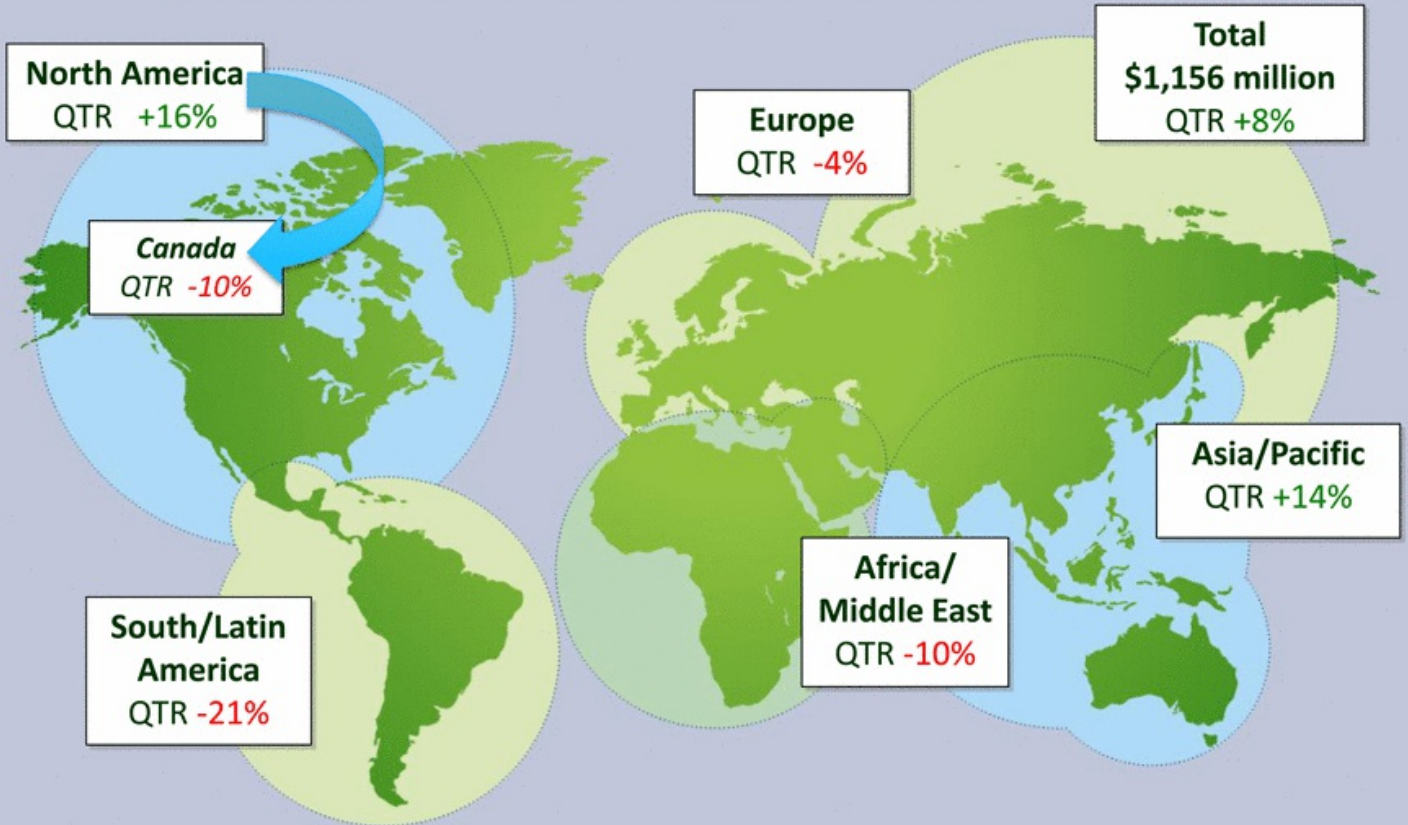 North America
QTR +16%
Canada
QTR -10%
Europe
QTR -4%
Total
$1,156 million
QTR +8%
Asia/Pacific
QTR +14%
Africa/
Middle East
QTR -10%
South/Latin
America
QTR -21%